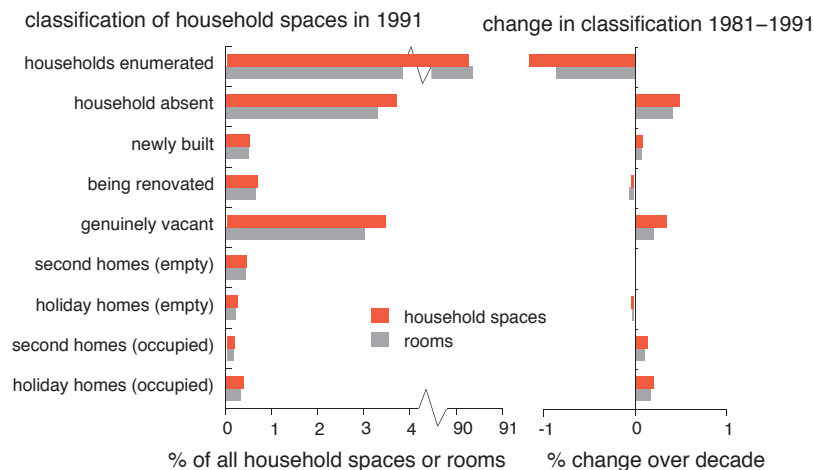 classification of household spaces in 1991
change in classification 1981–1991
households enumerated
household absent
newly built
being renovated
genuinely vacant
second homes (empty)
holiday homes (empty)
second homes (occupied)
holiday homes (occupied)
household spaces
rooms
0 1 2 3 4 90 91
-1 0 1
% of all household spaces or rooms
% change over decade